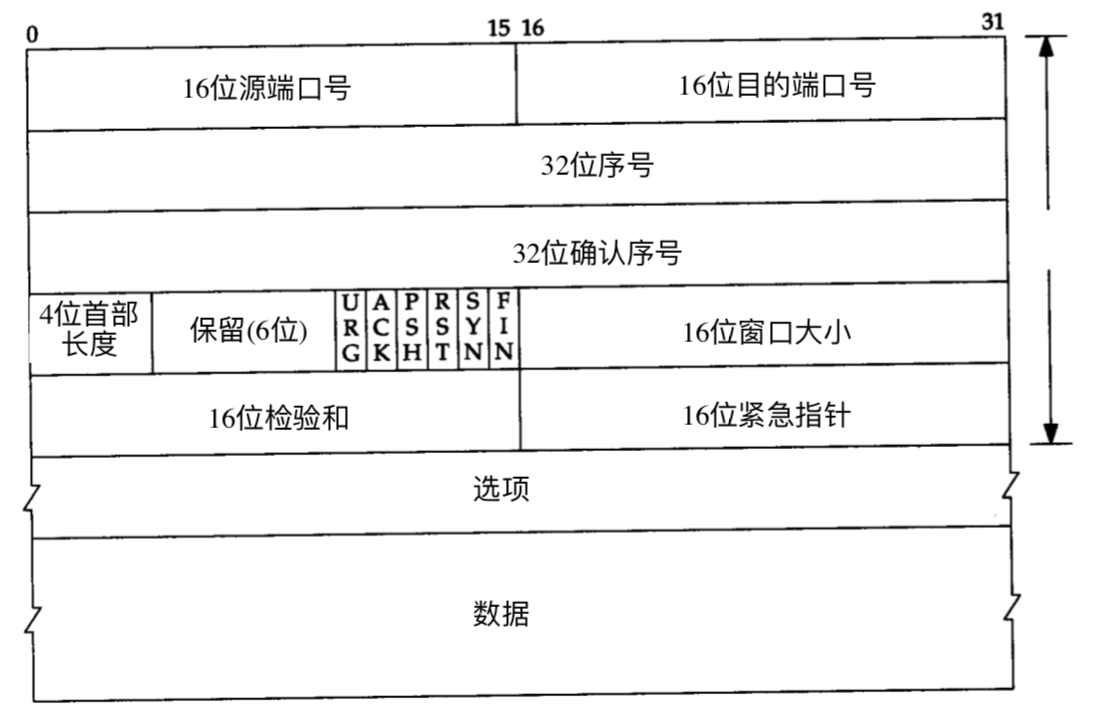 0 15 16 31
16位源端口号 16位目的端口号
32位序号
32位确认序号
4位首部
长度
保留(6位)
URG
ACK
PSH
RST
SYN
FIN
16位窗口大小
16位检验和 16位紧急指针
选项
数据